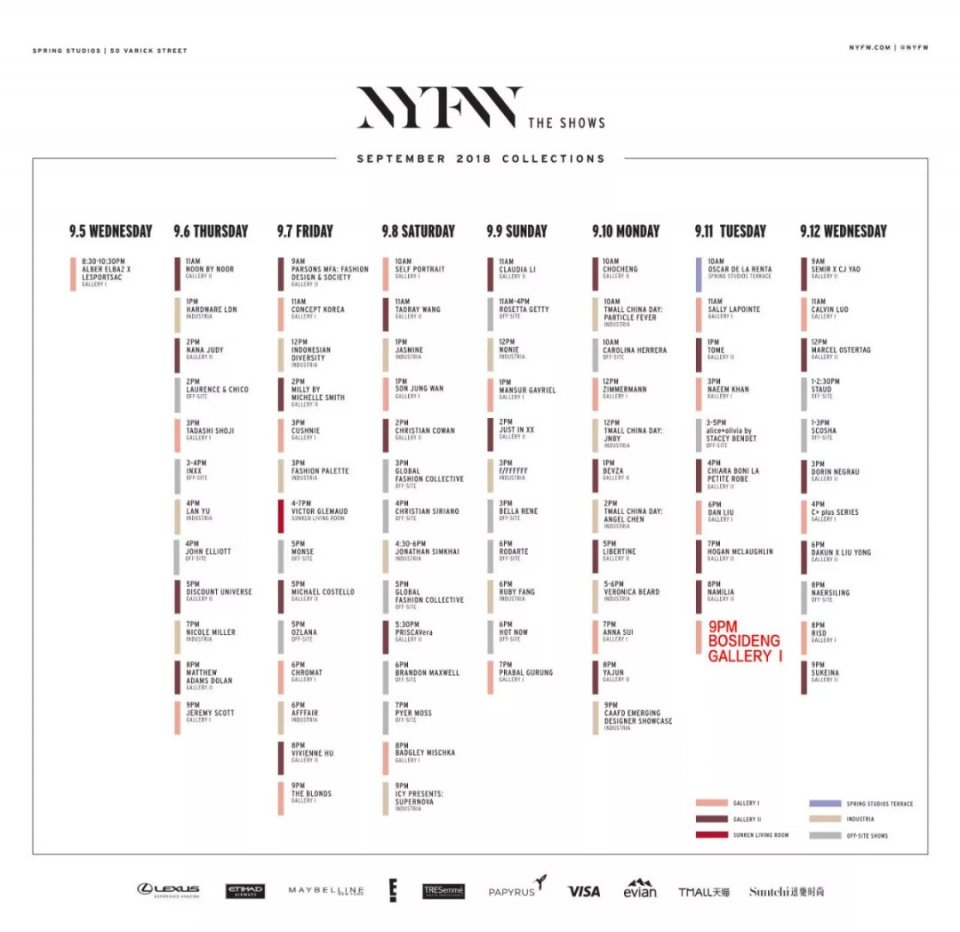 SPRING STUDIOS | 50 VARICK STREET
NYFW.COM | @NYFW
NYFW THE SHOWS
SEPTEMBER 2018 COLLECTIONS
9.5 WEDNESDAY
8:30-10:30PM
ALBER ELBAZ X
LESPORTSAC
GALLERY I
9.6 THURSDAY
11AM
NOON BY NOOR
GALLERY II
1PM
HARDWARE LDN
INDUSTRIA
2PM
NANA JUDY
GALLERY II
2PM
LAURENCE & CHICO
OFF-SITE
3PM
TADASHI SHOJI
GALLERY I
3-4PM
INXX
OFF-SITE
4PM
LAN YU
INDUSTRIA
4PM
JOHN ELLIOTT
OFF-SITE
5PM
DISCOUNT UNIVERSE
GALLERY II
7PM
NICOLE MILLER
INDUSTRIA
8PM
MATTHEW
ADAMS DOLAN
GALLERY II
9PM
JEREMY SCOTT
GALLERY I
9.7 FRIDAY
9AM
PARSONS MFA: FASHION
DESIGN & SOCIETY
GALLERY II
11AM
CONCEPT KOREA
GALLERY I
12PM
INDONESIAN
DIVERSITY
INDUSTRIA
2PM
MILLY BY
MICHELLE SMITH
GALLERY II
3PM
CUSHNIE
GALLERY I
3PM
FASHION PALETTE
INDUSTRIA
4-7PM
VICTOR GLEMAUD
SUNKEN LIVING ROOM
5PM
MONSE
OFF-SITE
5PM
MICHAEL COSTELLO
GALLERY II
5PM
OZLANA
OFF-SITE
6PM
CHROMAT
GALLERY I
6PM
AFFFAIR
INDUSTRIA
8PM
VIVIENNE HU
GALLERY II
9PM
THE BLONDS
GALLERY I
9.8 SATURDAY
10AM
SELF PORTRAIT
GALLERY I
11AM
TAORAY WANG
GALLERY II
1PM
JASMINE
INDUSTRIA
1PM
SON JUNG WAN
GALLERY I
2PM
CHRISTIAN COWAN
GALLERY II
3PM
GLOBAL
FASHION COLLECTIVE
OFF-SITE
4PM
CHRISTIAN SIRIANO
OFF-SITE
4:30-6PM
JONATHAN SIMKHAI
INDUSTRIA
5PM
GLOBAL
FASHION COLLECTIVE
OFF-SITE
5:30PM
PRISCAVera
GALLERY II
6PM
BRANDON MAXWELL
OFF-SITE
7PM
PYER MOSS
OFF-SITE
8PM
BADGLEY MISCHKA
GALLERY I
9PM
ICY PRESENTS:
SUPERNOVA
INDUSTRIA
9.9 SUNDAY
11AM
CLAUDIA LI
GALLERY II
11AM-4PM
ROSETTA GETTY
OFF-SITE
12PM
NONIE
INDUSTRIA
1PM
MANSUR GAVRIEL
GALLERY I
2PM
JUST IN XX
GALLERY II
3PM
f/FFFFFF
INDUSTRIA
3PM
BELLA RENE
OFF-SITE
6PM
RODARTE
OFF-SITE
6PM
RUBY FANG
INDUSTRIA
6PM
HOT NOW
OFF-SITE
7PM
PRABAL GURUNG
GALLERY I
9.10 MONDAY
10AM
CHOCHENG
GALLERY II
10AM
TMALL CHINA DAY:
PARTICLE FEVER
INDUSTRIA
10AM
CAROLINA HERRERA
OFF-SITE
12PM
ZIMMERMANN
GALLERY I
12PM
TMALL CHINA DAY:
JNBY
INDUSTRIA
1PM
BEVZA
GALLERY II
2PM
TMALL CHINA DAY:
ANGEL CHEN
INDUSTRIA
5PM
LIBERTINE
GALLERY II
5-6PM
VERONICA BEARD
INDUSTRIA
7PM
ANNA SUI
GALLERY I
8PM
YAJUN
GALLERY II
9PM
CAAFD EMERGING
DESIGNER SHOWCASE
INDUSTRIA
9.11 TUESDAY
10AM
OSCAR DE LA RENTA
SPRING STUDIOS TERRACE
11AM
SALLY LAPOINTE
GALLERY I
1PM
TOME
GALLERY II
3PM
NAEEM KHAN
GALLERY I
3-5PM
alice+olivia by
STACEY BENDET
OFF-SITE
4PM
CHIARA BONI LA
PETITE ROBE
GALLERY II
6PM
DAN LIU
GALLERY I
7PM
HOGAN MCLAUGHLIN
GALLERY II
8PM
NAMILIA
GALLERY II
9PM
BOSIDENG
GALLERY I
9.12 WEDNESDAY
9AM
SEMIR X CJ YAO
GALLERY II
11AM
CALVIN LUO
GALLERY I
12PM
MARCEL OSTERTAG
GALLERY II
1-2:30PM
STAUD
OFF-SITE
1-3PM
SCOSHA
OFF-SITE
3PM
DORIN NEGRAU
GALLERY II
4PM
C+ plus SERIES
GALLERY I
6PM
DAKUN X LIU YONG
GALLERY II
8PM
NAERSILING
OFF-SITE
8PM
RISO
GALLERY I
9PM
SUKEINA
GALLERY II
GALLERY I
GALLERY II
SUNKEN LIVING ROOM
SPRING STUDIOS TERRACE
INDUSTRIA
OFF-SITE SHOWS
LEXUS
EXPERIENCE AMAZING
ETIHAD
AIRWAYS
MAYBELLINE
NEW YORK
E
TRESemmé
PAPYRUS
VISA
evian
TMALL天猫
Suntchi 迅驰时尚